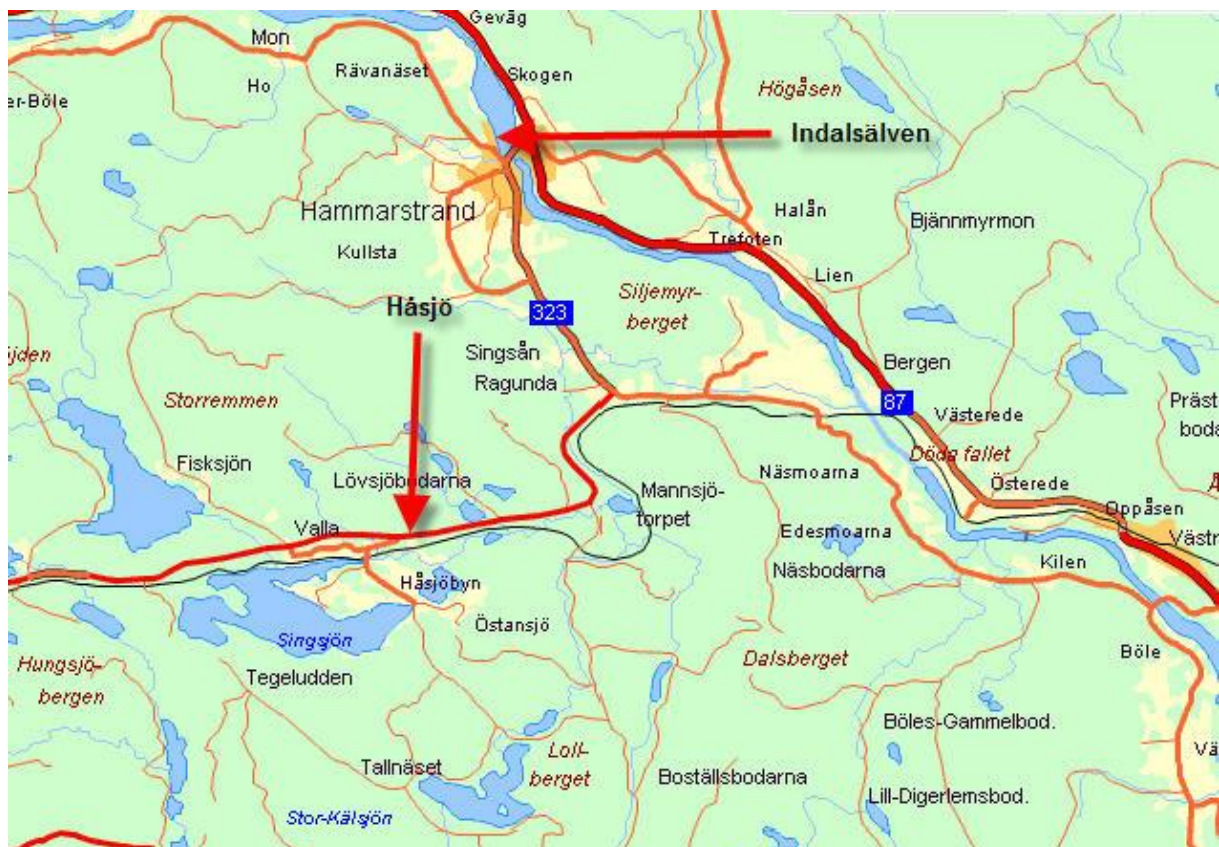 Gevåg
Mon
Rävanäset
Skogen
Ho
Högåsen
er-Böle
Indalsälven
Hammarstrand
Halån
Bjännmyrmon
Trefoten
Kullsta
Lien
Siljemyr-
berget
Håsjö
323
Singsån
Bergen
jden
Ragunda
87
Storremmen
Västerede
Präst
boda
Döda fallet
Fisksjön
Näsmoarna
Lövsjöbodarna
Österede
Mannsjö-
torpet
Oppåsen
Valla
Edesmoarna
Västr
Kilen
Håsjöbyn
Näsbodarna
Östansjö
Singsjön
Böle
Hungsjö-
bergen
Dalsberget
Tegeludden
Böles-Gammelbod.
Vä
Loll-
berget
Tallnäset
Boställsbodarna
Lill-Digerlemsbod.
Stor-Kälsjön